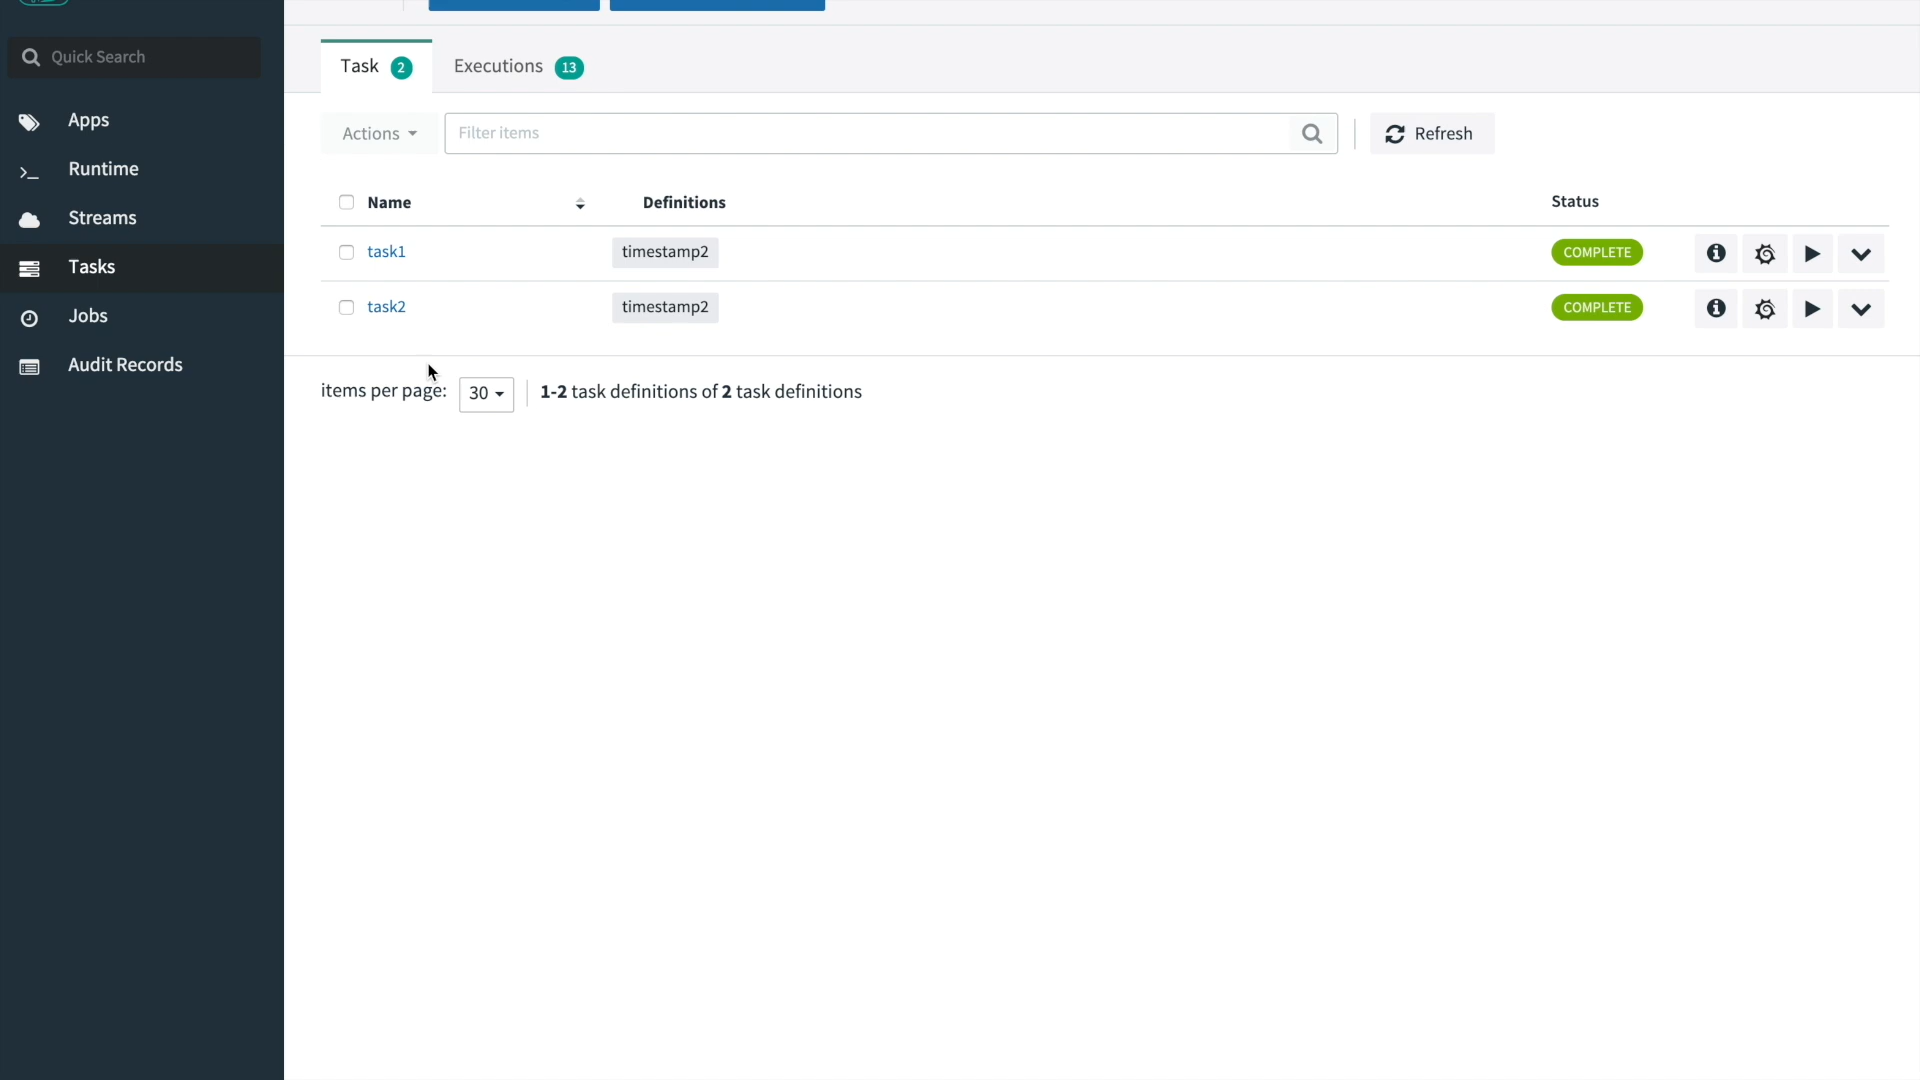 Quick Search
Apps
Runtime
Streams
Tasks
Jobs
Audit Records
Task 2 Executions 13
Actions Filter items Refresh
Name Definitions Status
task1 timestamp2 COMPLETE
task2 timestamp2 COMPLETE
items per page: 30 1-2 task definitions of 2 task definitions